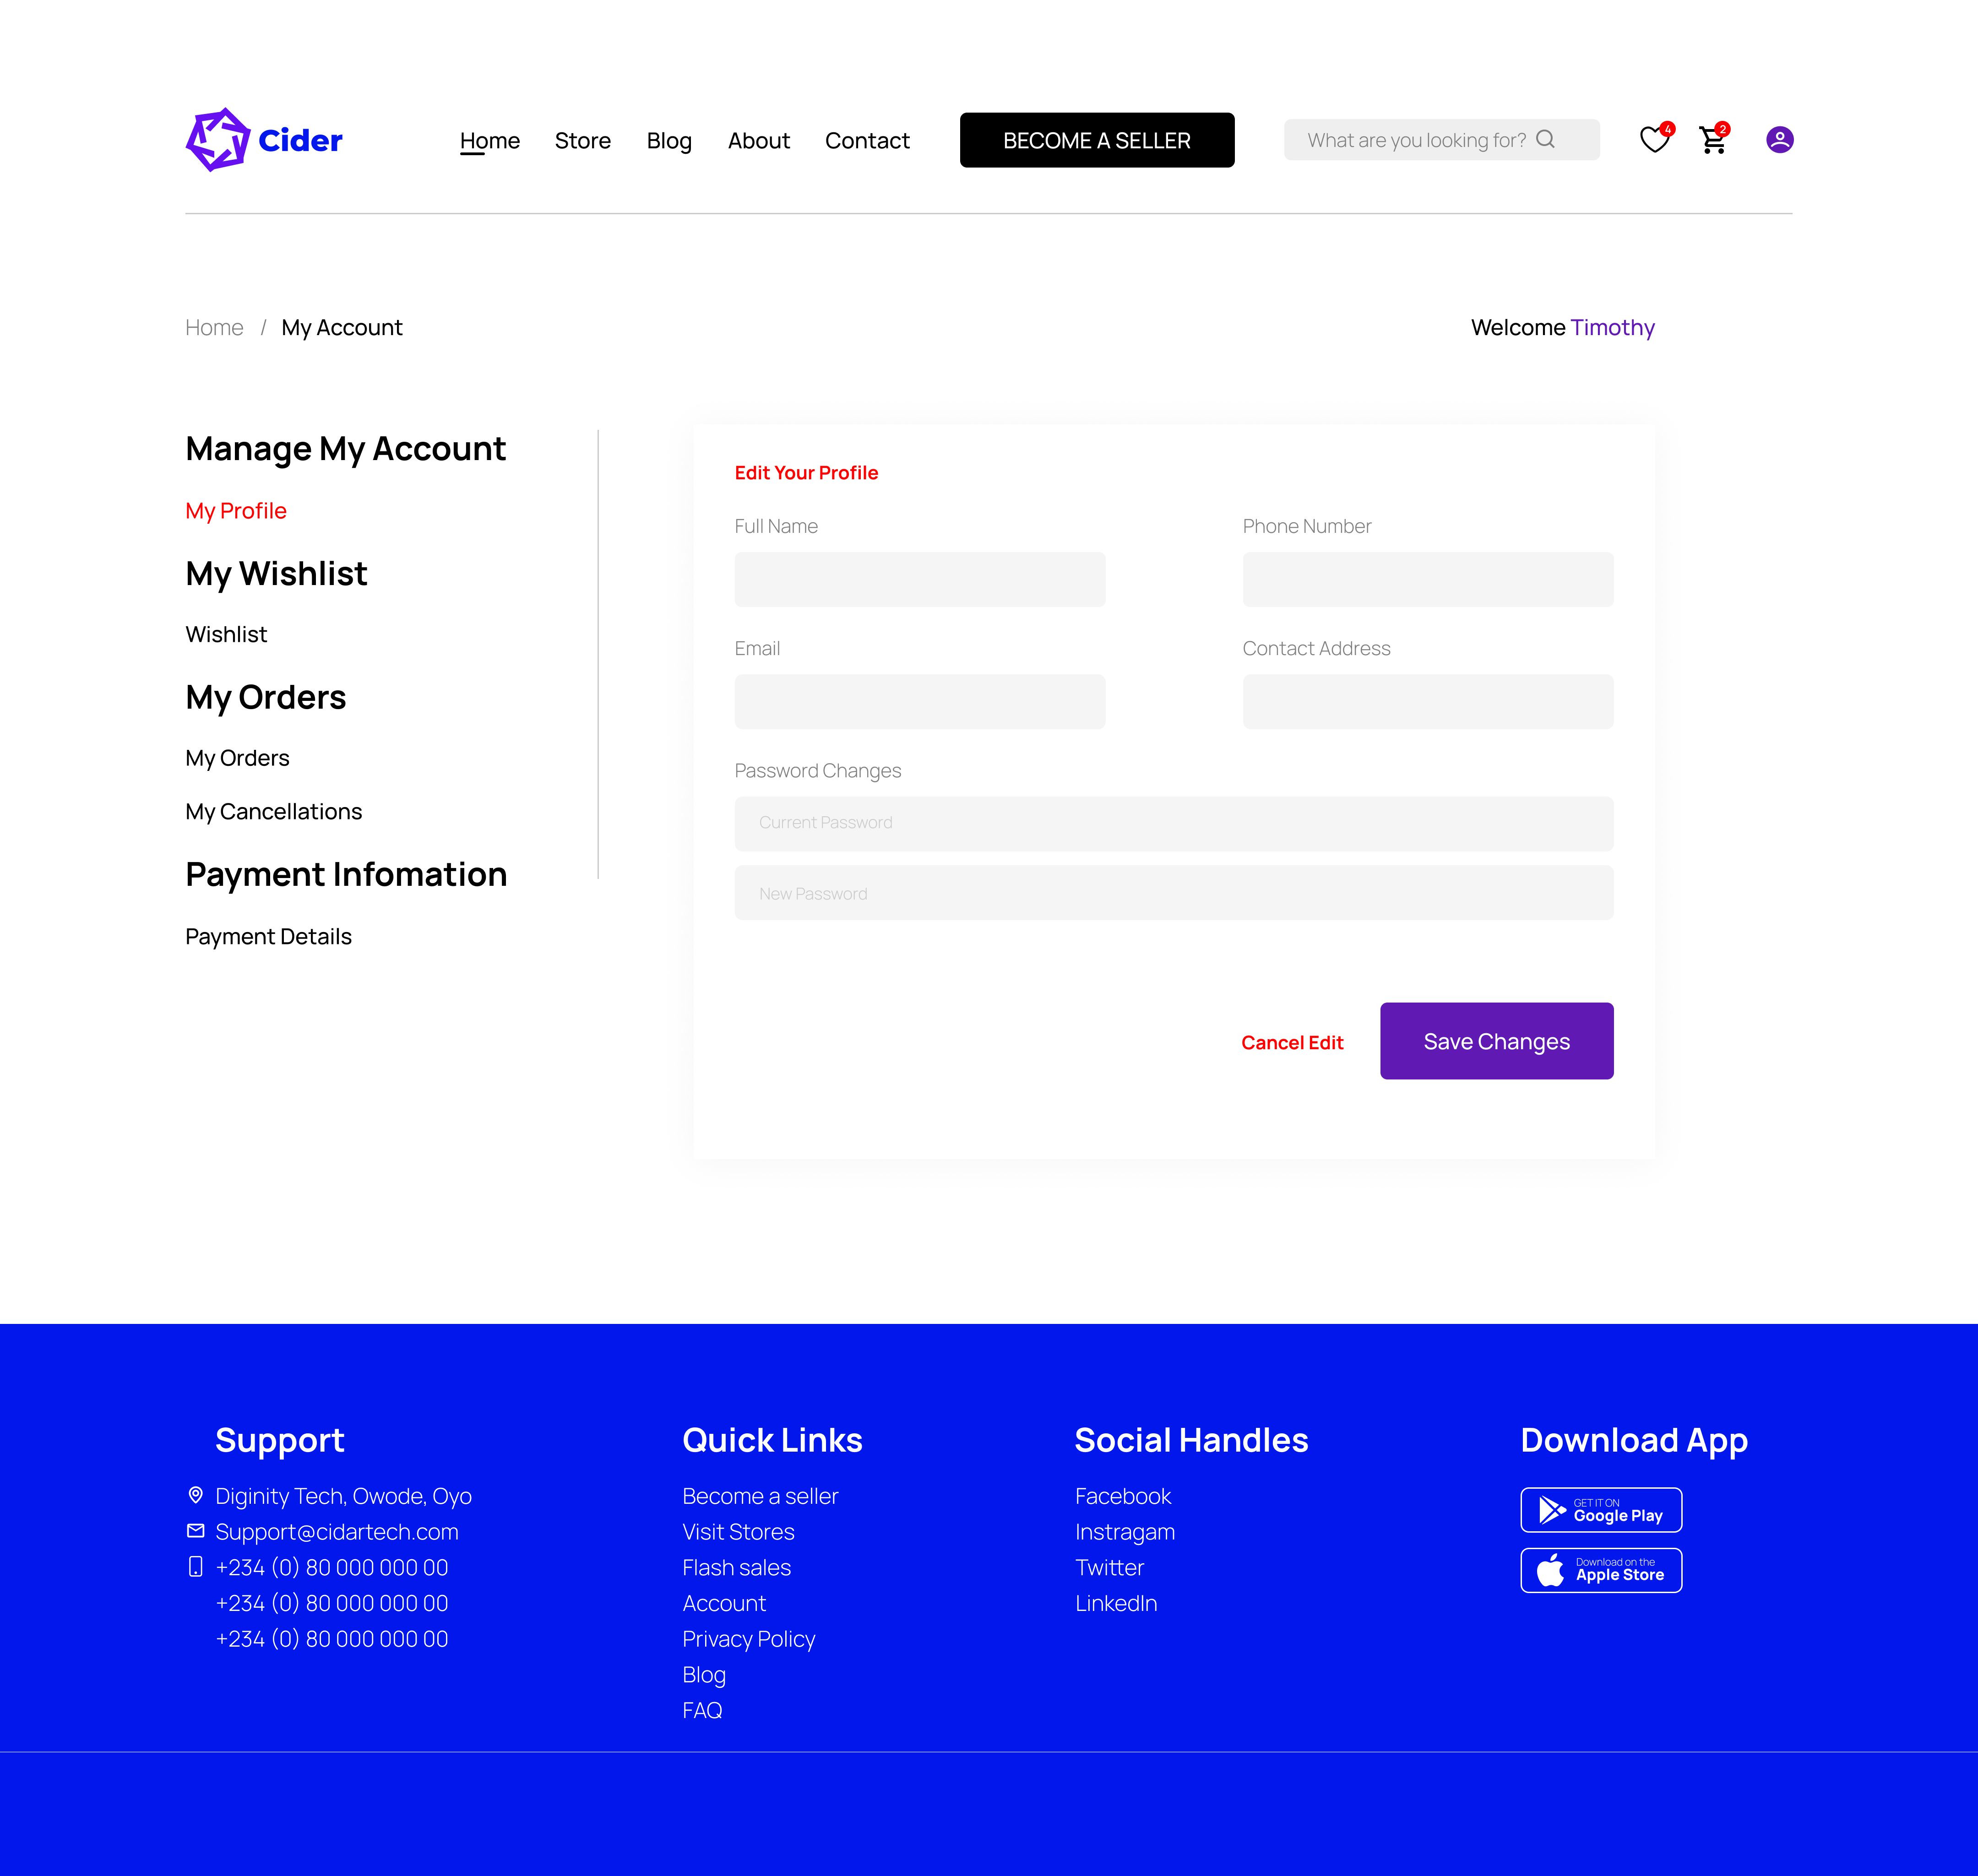 Cider
Home Store Blog About Contact BECOME A SELLER What are you looking for? 4 2
Home / My Account
Welcome Timothy
Manage My Account
My Profile
My Wishlist
Wishlist
My Orders
My Orders
My Cancellations
Payment Infomation
Payment Details
Edit Your Profile
Full Name
Phone Number
Email
Contact Address
Password Changes
Current Password
New Password
Cancel Edit
Save Changes
Support
Diginity Tech, Owode, Oyo
Support@cidartech.com
+234 (0) 80 000 000 00
+234 (0) 80 000 000 00
+234 (0) 80 000 000 00
Quick Links
Become a seller
Visit Stores
Flash sales
Account
Privacy Policy
Blog
FAQ
Social Handles
Facebook
Instragam
Twitter
LinkedIn
Download App
GET IT ON
Google Play
Download on the
Apple Store